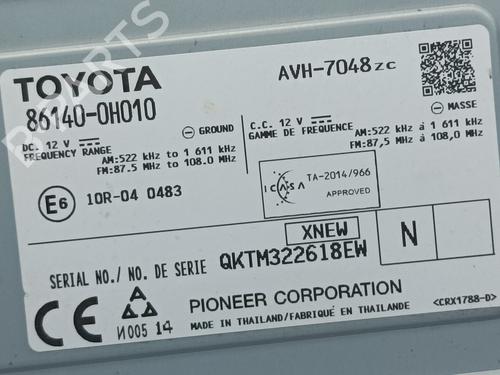 TOYOTA
86140-0H010
AVH-7048ZC
DC. 12 V
FREQUENCY RANGE
GROUND
AM:522 kHz to 1 611 kHz
FM:87.5 MHz to 108.0 MHz
C.C. 12 V
GAMME DE FREQUENCE
MASSE
AM:522 kHz à 1 611 kHz
FM:87,5 MHz à 108,0 MHz
E6
10R-04 0483
ICASA
TA-2014/966
APPROVED
XNEW
N
SERIAL NO./ NO. DE SERIE QKTM322618EW
CE
N005 14
PIONEER CORPORATION
MADE IN THAILAND/FABRIQUÉ EN THAILANDE
<CRX1788-D>